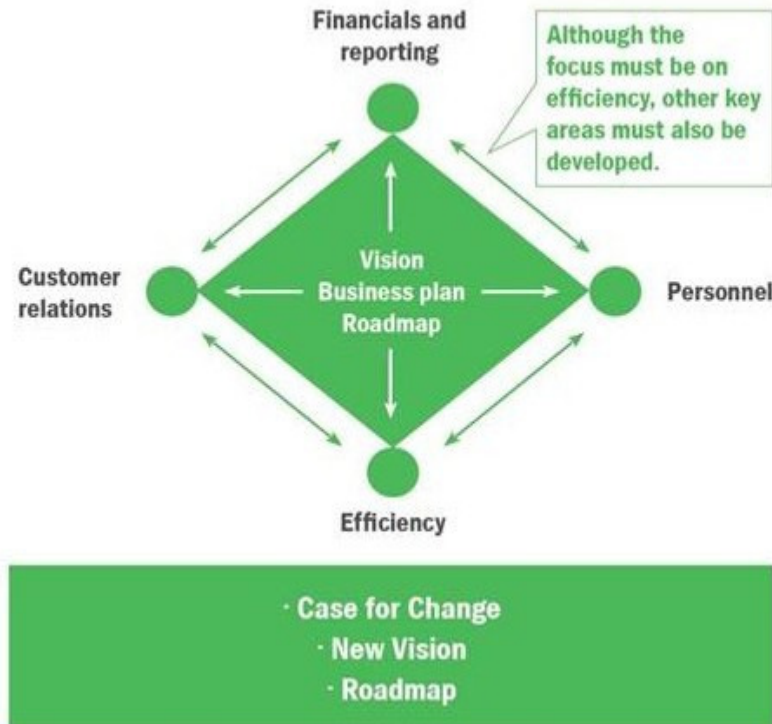 Financials and
reporting
Although the
focus must be on
efficiency, other key
areas must also be
developed.
Customer
relations
Vision
Business plan
Roadmap
Personnel
Efficiency
· Case for Change
· New Vision
· Roadmap